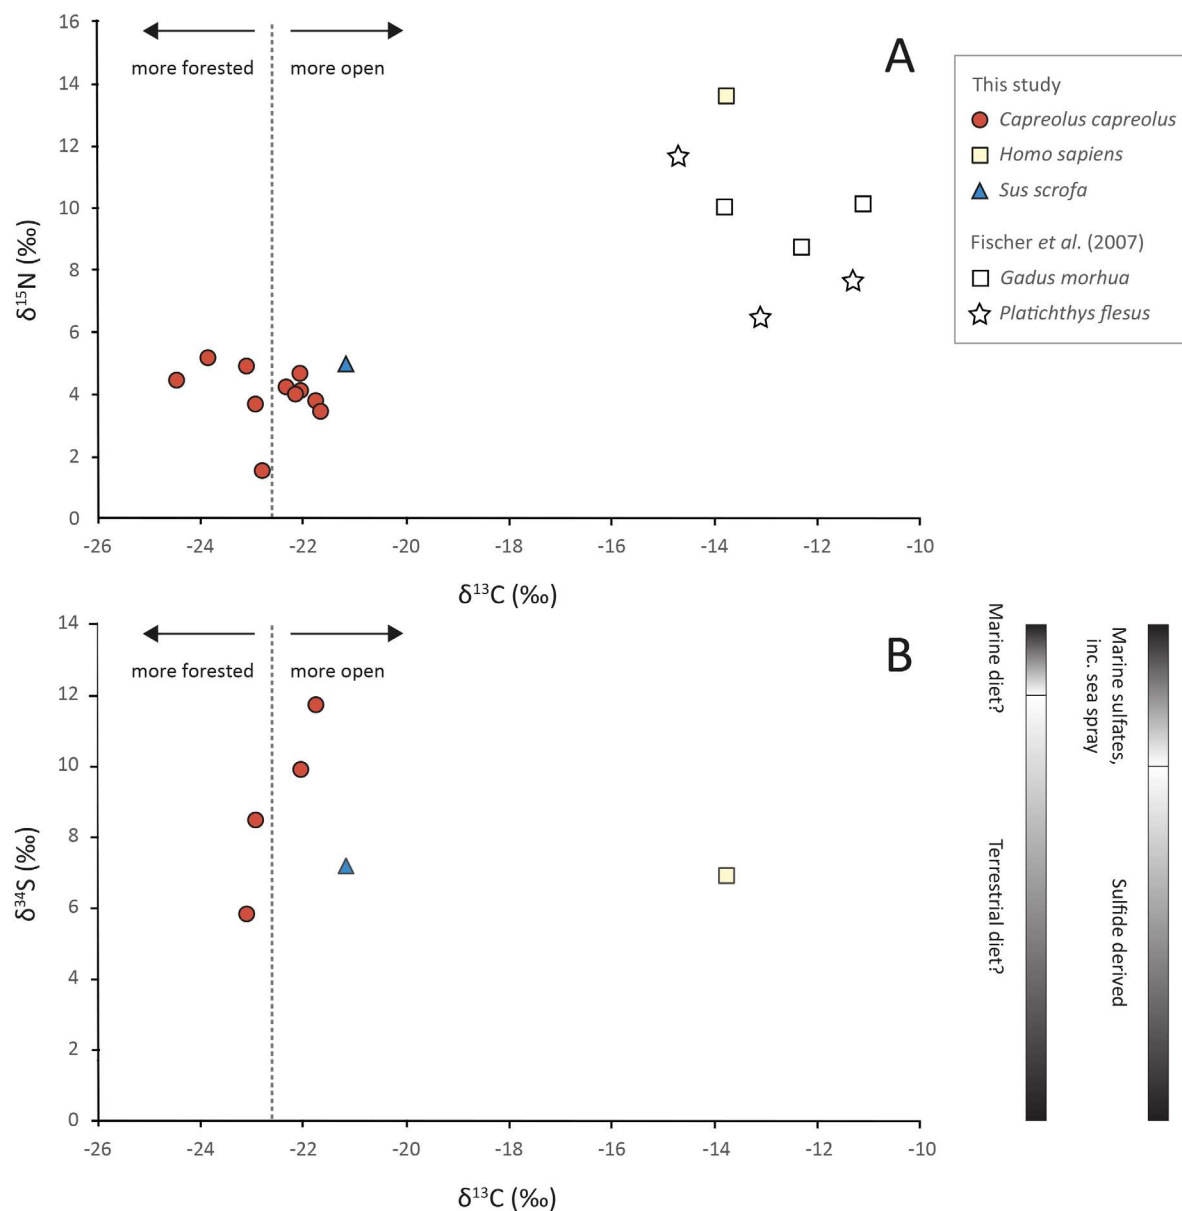 16
14
12
10
8
6
4
2
0
δ¹⁵N (‰)
more forested
more open
A
-26
-24
-22
-20
-18
-16
-14
-12
-10
δ¹³C (‰)
This study
Capreolus capreolus
Homo sapiens
Sus scrofa
Fischer et al. (2007)
Gadus morhua
Platichthys flesus
14
12
10
8
6
4
2
0
δ³⁴S (‰)
more forested
more open
B
-26
-24
-22
-20
-18
-16
-14
-12
-10
δ¹³C (‰)
Marine diet?
Terrestrial diet?
Marine sulfates,
inc. sea spray
Sulfide derived